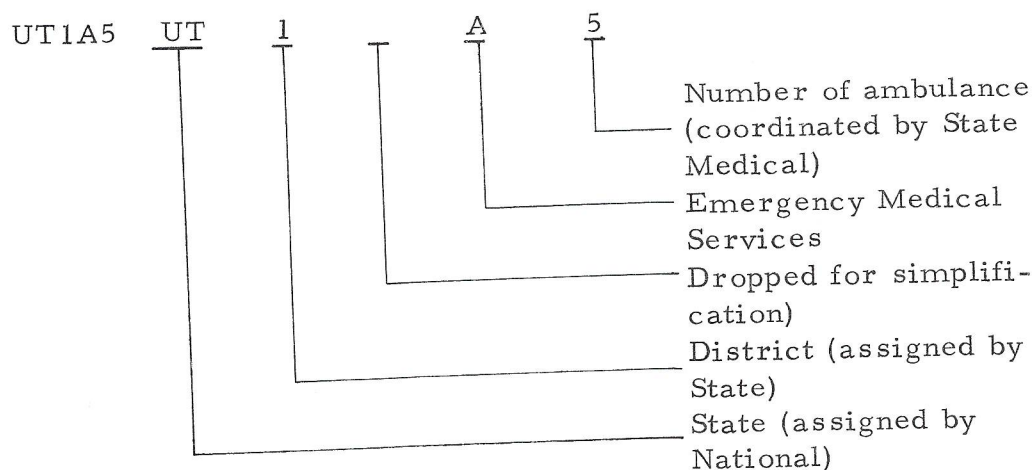 UT1A5 UT 1 A 5
Number of ambulance
(coordinated by State
Medical)
Emergency Medical
Services
Dropped for simplifi-
cation)
District (assigned by
State)
State (assigned by
National)